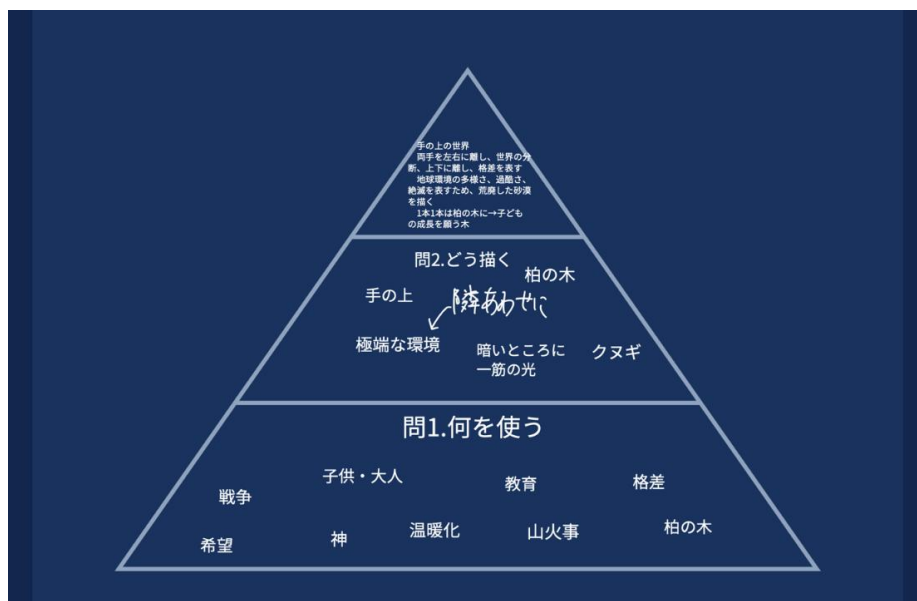 手の上の世界
両手を左右に離し、世界の分
断、上下に離し、格差を表す
地球環境の多様さ、過酷さ、
絶滅を表すため、荒廃した砂漠
を描く
1本1本は柏の木に→子ども
の成長を願う木
問2.どう描く
柏の木
手の上
隣あわせに
極端な環境
暗いところに
一筋の光
クヌギ
問1.何を使う
子供・大人
戦争
教育
格差
希望
神
温暖化
山火事
柏の木